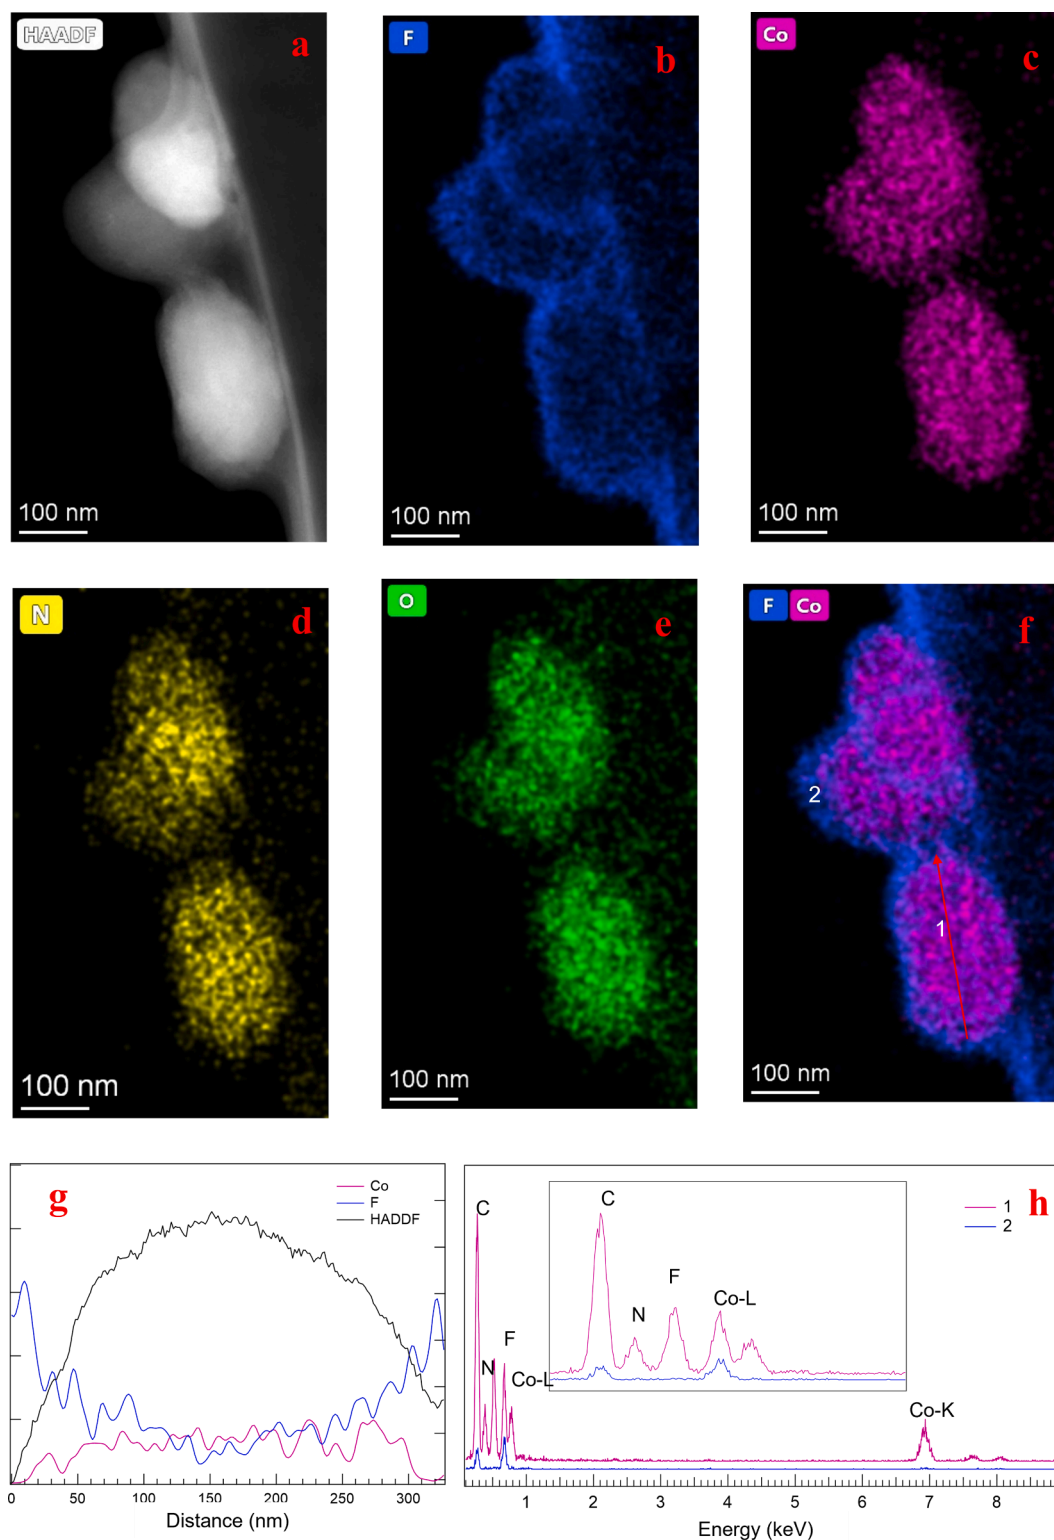 HAADF
a
F
b
Co
c
100 nm
100 nm
100 nm
N
d
O
e
F Co
f
2
1
100 nm
100 nm
100 nm
g
Co
F
HADDF
0 50 100 150 200 250 300
Distance (nm)
h
1
2
C
N
F
Co-L
C
N
F
Co-L
Co-K
1 2 3 4 5 6 7 8
Energy (keV)